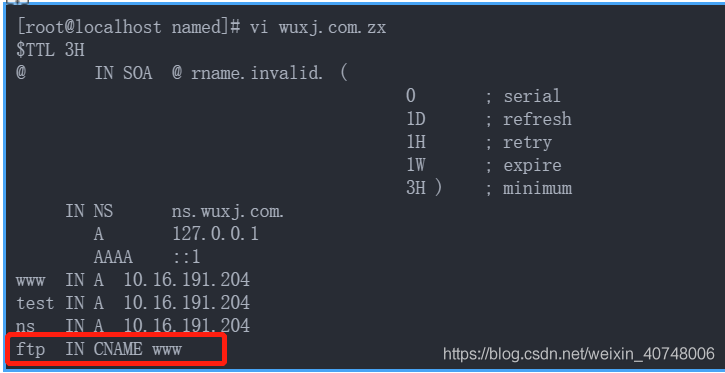 [root@localhost named]# vi wuxj.com.zx
$TTL 3H
@ IN SOA @ rname.invalid. (
0 ; serial
1D ; refresh
1H ; retry
1W ; expire
3H ) ; minimum
IN NS ns.wuxj.com.
A 127.0.0.1
AAAA ::1
www IN A 10.16.191.204
test IN A 10.16.191.204
ns IN A 10.16.191.204
ftp IN CNAME www
https://blog.csdn.net/weixin_40748006